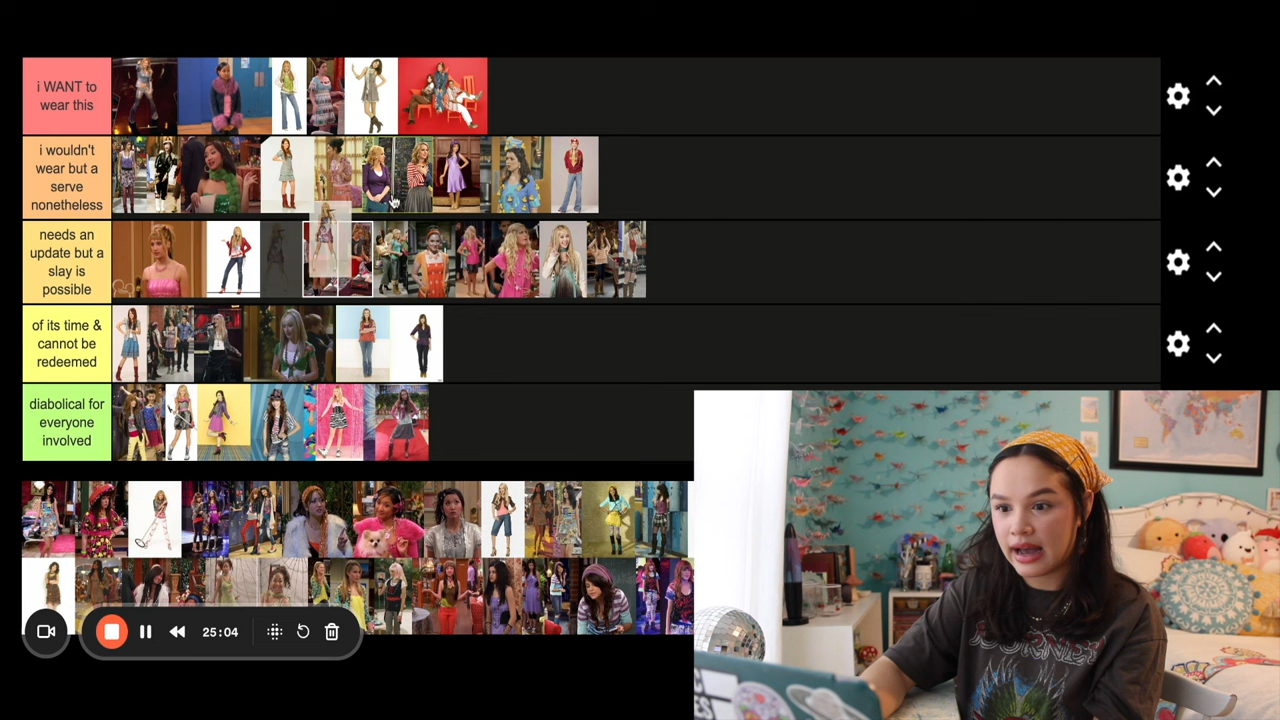 i WANT to
wear this
i wouldn't
wear but a
serve
nonetheless
needs an
update but a
slay is
possible
of its time &
cannot be
redeemed
diabolical for
everyone
involved
25:04
JOURNEY